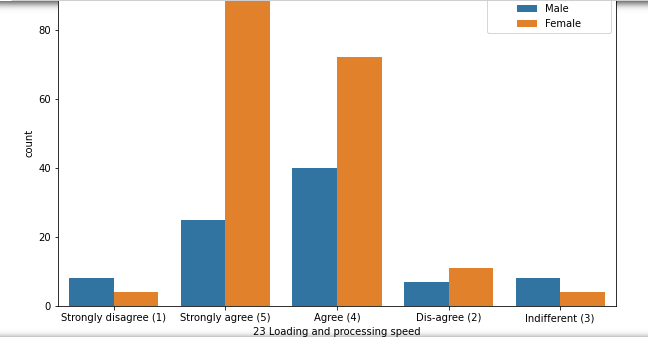 Male
Female
80
60
40
20
0
count
Strongly disagree (1) Strongly agree (5) Agree (4) Dis-agree (2) Indifferent (3)
23 Loading and processing speed